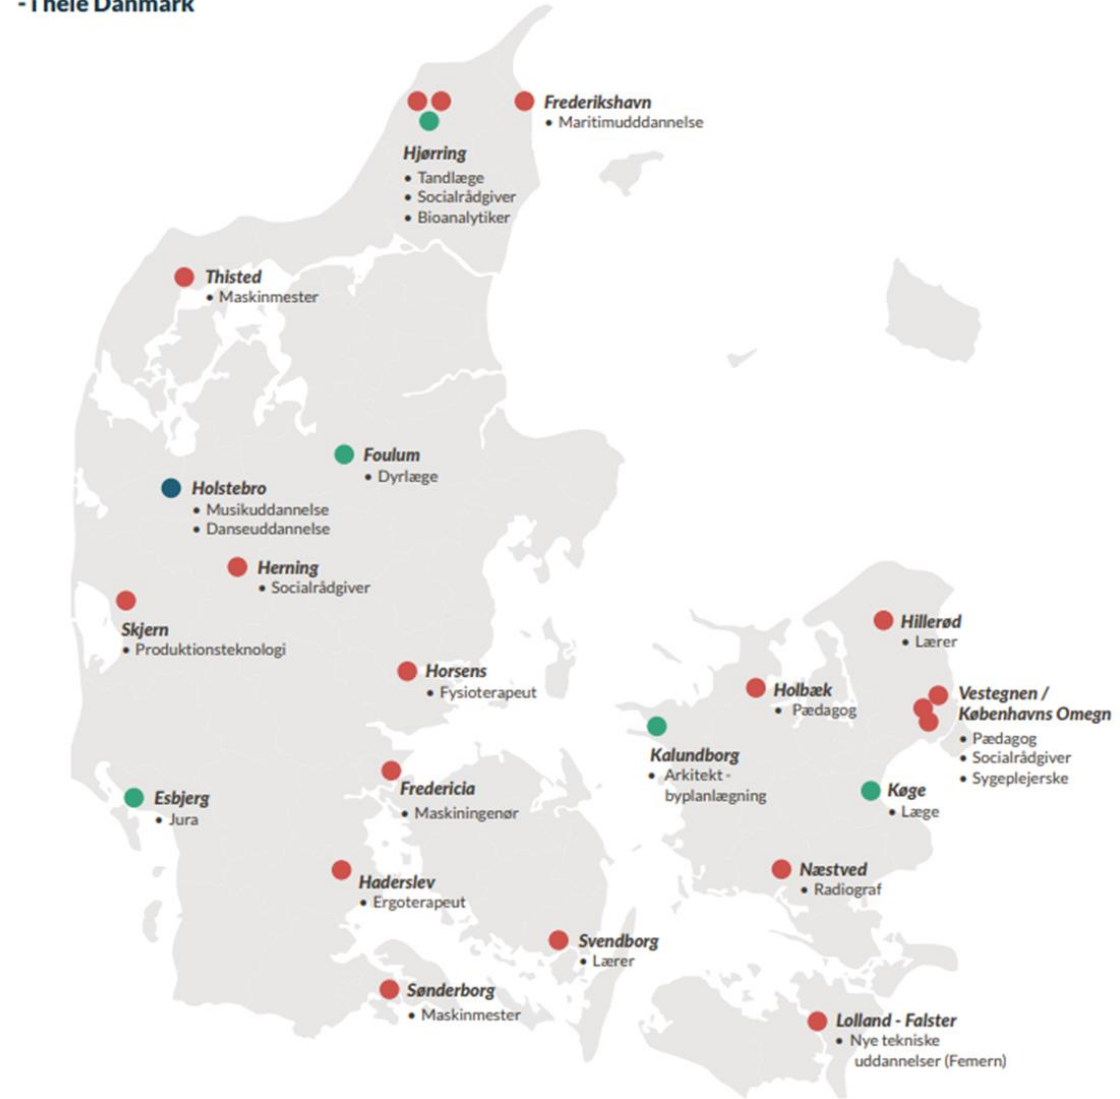 -Thele Danmark
Frederikshavn
• Maritimudddannelse
Hjørring
• Tandlæge
• Socialrådgiver
• Bioanalytiker
Thisted
• Maskinmester
Foulum
• Dyrlæge
Holstebro
• Musikuddannelse
• Danseuddannelse
Herning
• Socialrådgiver
Skjern
• Produktionsteknologi
Horsens
• Fysioterapeut
Hillerød
• Lærer
Holbæk
• Pædagog
Vestegnen /
Københavns Omegn
• Pædagog
• Socialrådgiver
• Sygeplejerske
Kalundborg
• Arkitekt -
byplanlægning
Køge
• Læge
Fredericia
• Maskiningenør
Esbjerg
• Jura
Haderslev
• Ergoterapeut
Næstved
• Radiograf
Svendborg
• Lærer
Sønderborg
• Maskinmester
Lolland - Falster
• Nye tekniske
uddannelser (Femern)